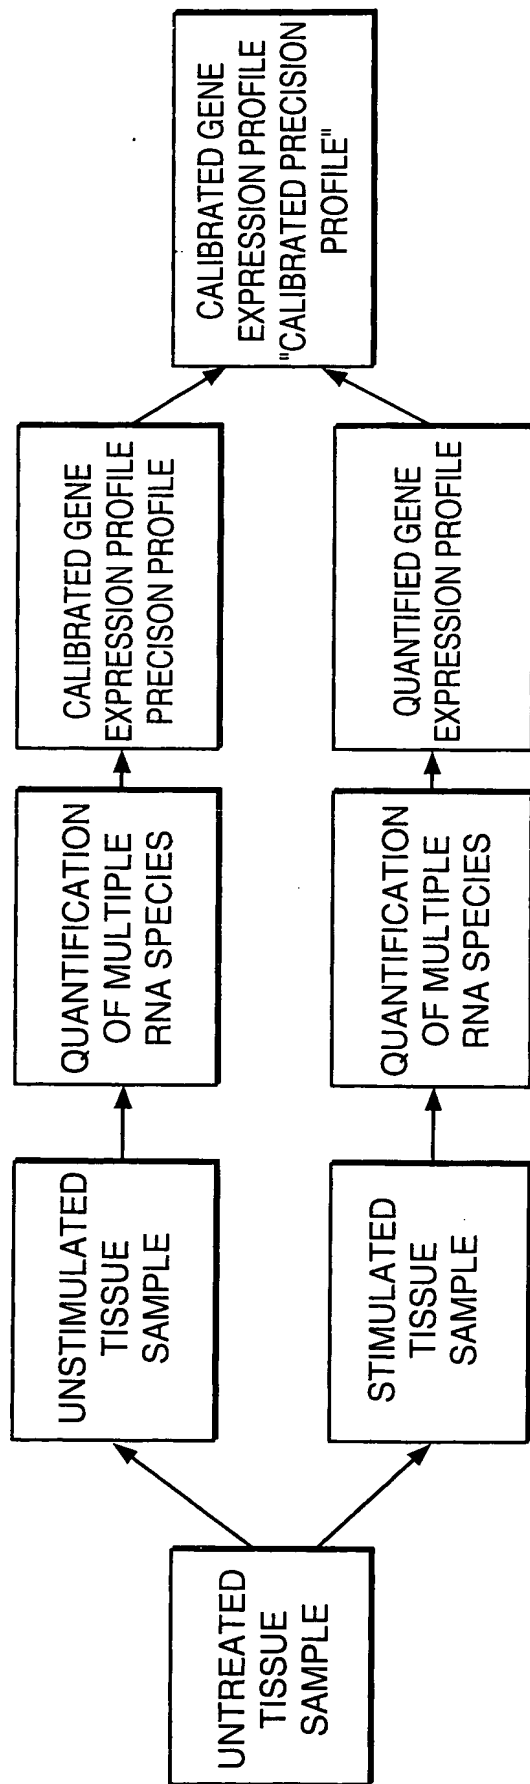 UNTREATED
TISSUE
SAMPLE
UNSTIMULATED
TISSUE
SAMPLE
QUANTIFICATION
OF MULTIPLE
RNA SPECIES
CALIBRATED GENE
EXPRESSION PROFILE
PRECISON PROFILE
STIMULATED
TISSUE
SAMPLE
QUANTIFICATION
OF MULTIPLE
RNA SPECIES
QUANTIFIED GENE
EXPRESSION PROFILE
CALIBRATED GENE
EXPRESSION PROFILE
"CALIBRATED PRECISION
PROFILE"